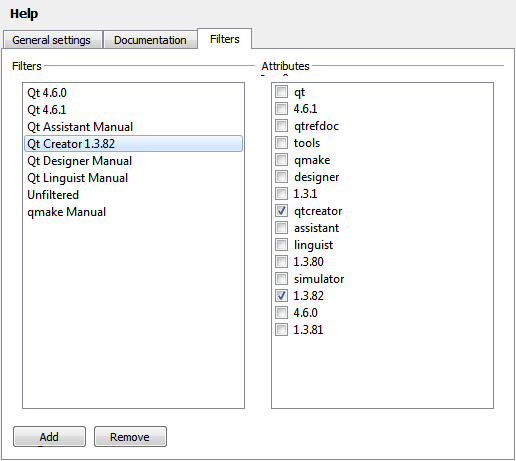 Help
General settings
Documentation
Filters
Filters
Qt 4.6.0
Qt 4.6.1
Qt Assistant Manual
Qt Creator 1.3.82
Qt Designer Manual
Qt Linguist Manual
Unfiltered
qmake Manual
Attributes
qt
4.6.1
qtrefdoc
tools
qmake
designer
1.3.1
qtcreator
assistant
linguist
1.3.80
simulator
1.3.82
4.6.0
1.3.81
Add
Remove